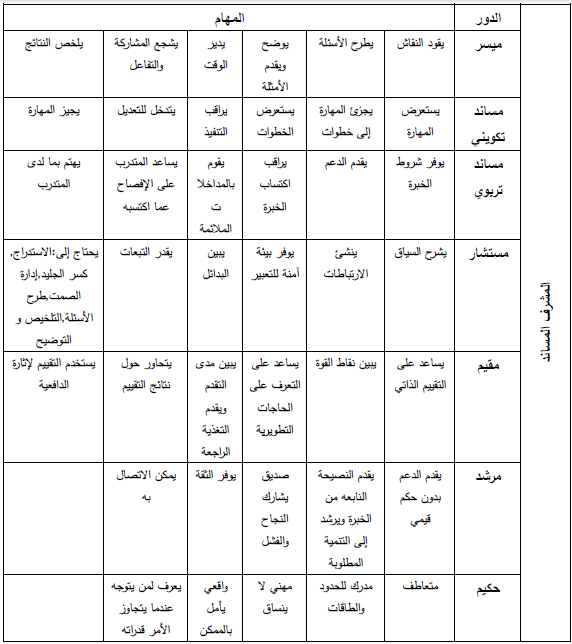 الدور
المهام
المشرف المساند
ميسر
يقود النقاش
يطرح الأسئلة
يوضح
ويقدم
الأمثلة
يدير
الوقت
يشجع المشاركة
والتفاعل
يلخص النتائج
مساند
تكويني
يستعرض
المهارة
يجزئ المهارة
إلى خطوات
يستعرض
الخطوات
يراقب
التنفيذ
يتدخل للتعديل
يجيز المهارة
مساند
تربوي
يوفر شروط
الخبرة
يقدم الدعم
يراقب
اكتساب
الخبرة
يقوم
بالمداخلا
ت
الملائمة
يساعد المتدرب
على الإفصاح
عما اكتسبه
يهتم بما لدى
المتدرب
مستشار
يشرح السياق
ينشئ
الارتباطات
يوفر بيئة
آمنة للتعبير
يبين
البدائل
يقدر التبعات
يحتاج إلى:الاستدراج,
كسر الجليد,إدارة
الصمت,طرح
الأسئلة,التلخيص و
التوضيح
مقيم
يساعد على
التقييم الذاتي
يبين نقاط القوة
يساعد على
التعرف على
الحاجات
التطويرية
يبين مدى
التقدم
ويقدم
التغذية
الراجعة
يتحاور حول
نتائج التقييم
يستخدم التقييم لإثارة
الدافعية
مرشد
يقدم الدعم
بدون حكم
قيمي
يقدم النصيحة
النابعه من
الخبرة ويرشد
إلى التنمية
المطلوبة
صديق
يشارك
النجاح
والفشل
يوفر الثقة
يمكن الاتصال
به
حكيم
متعاطف
مدرك للحدود
والطاقات
مهني لا
ينساق
واقعي
يأمل
بالممكن
يعرف لمن يتوجه
عندما يتجاوز
الأمر قدراته